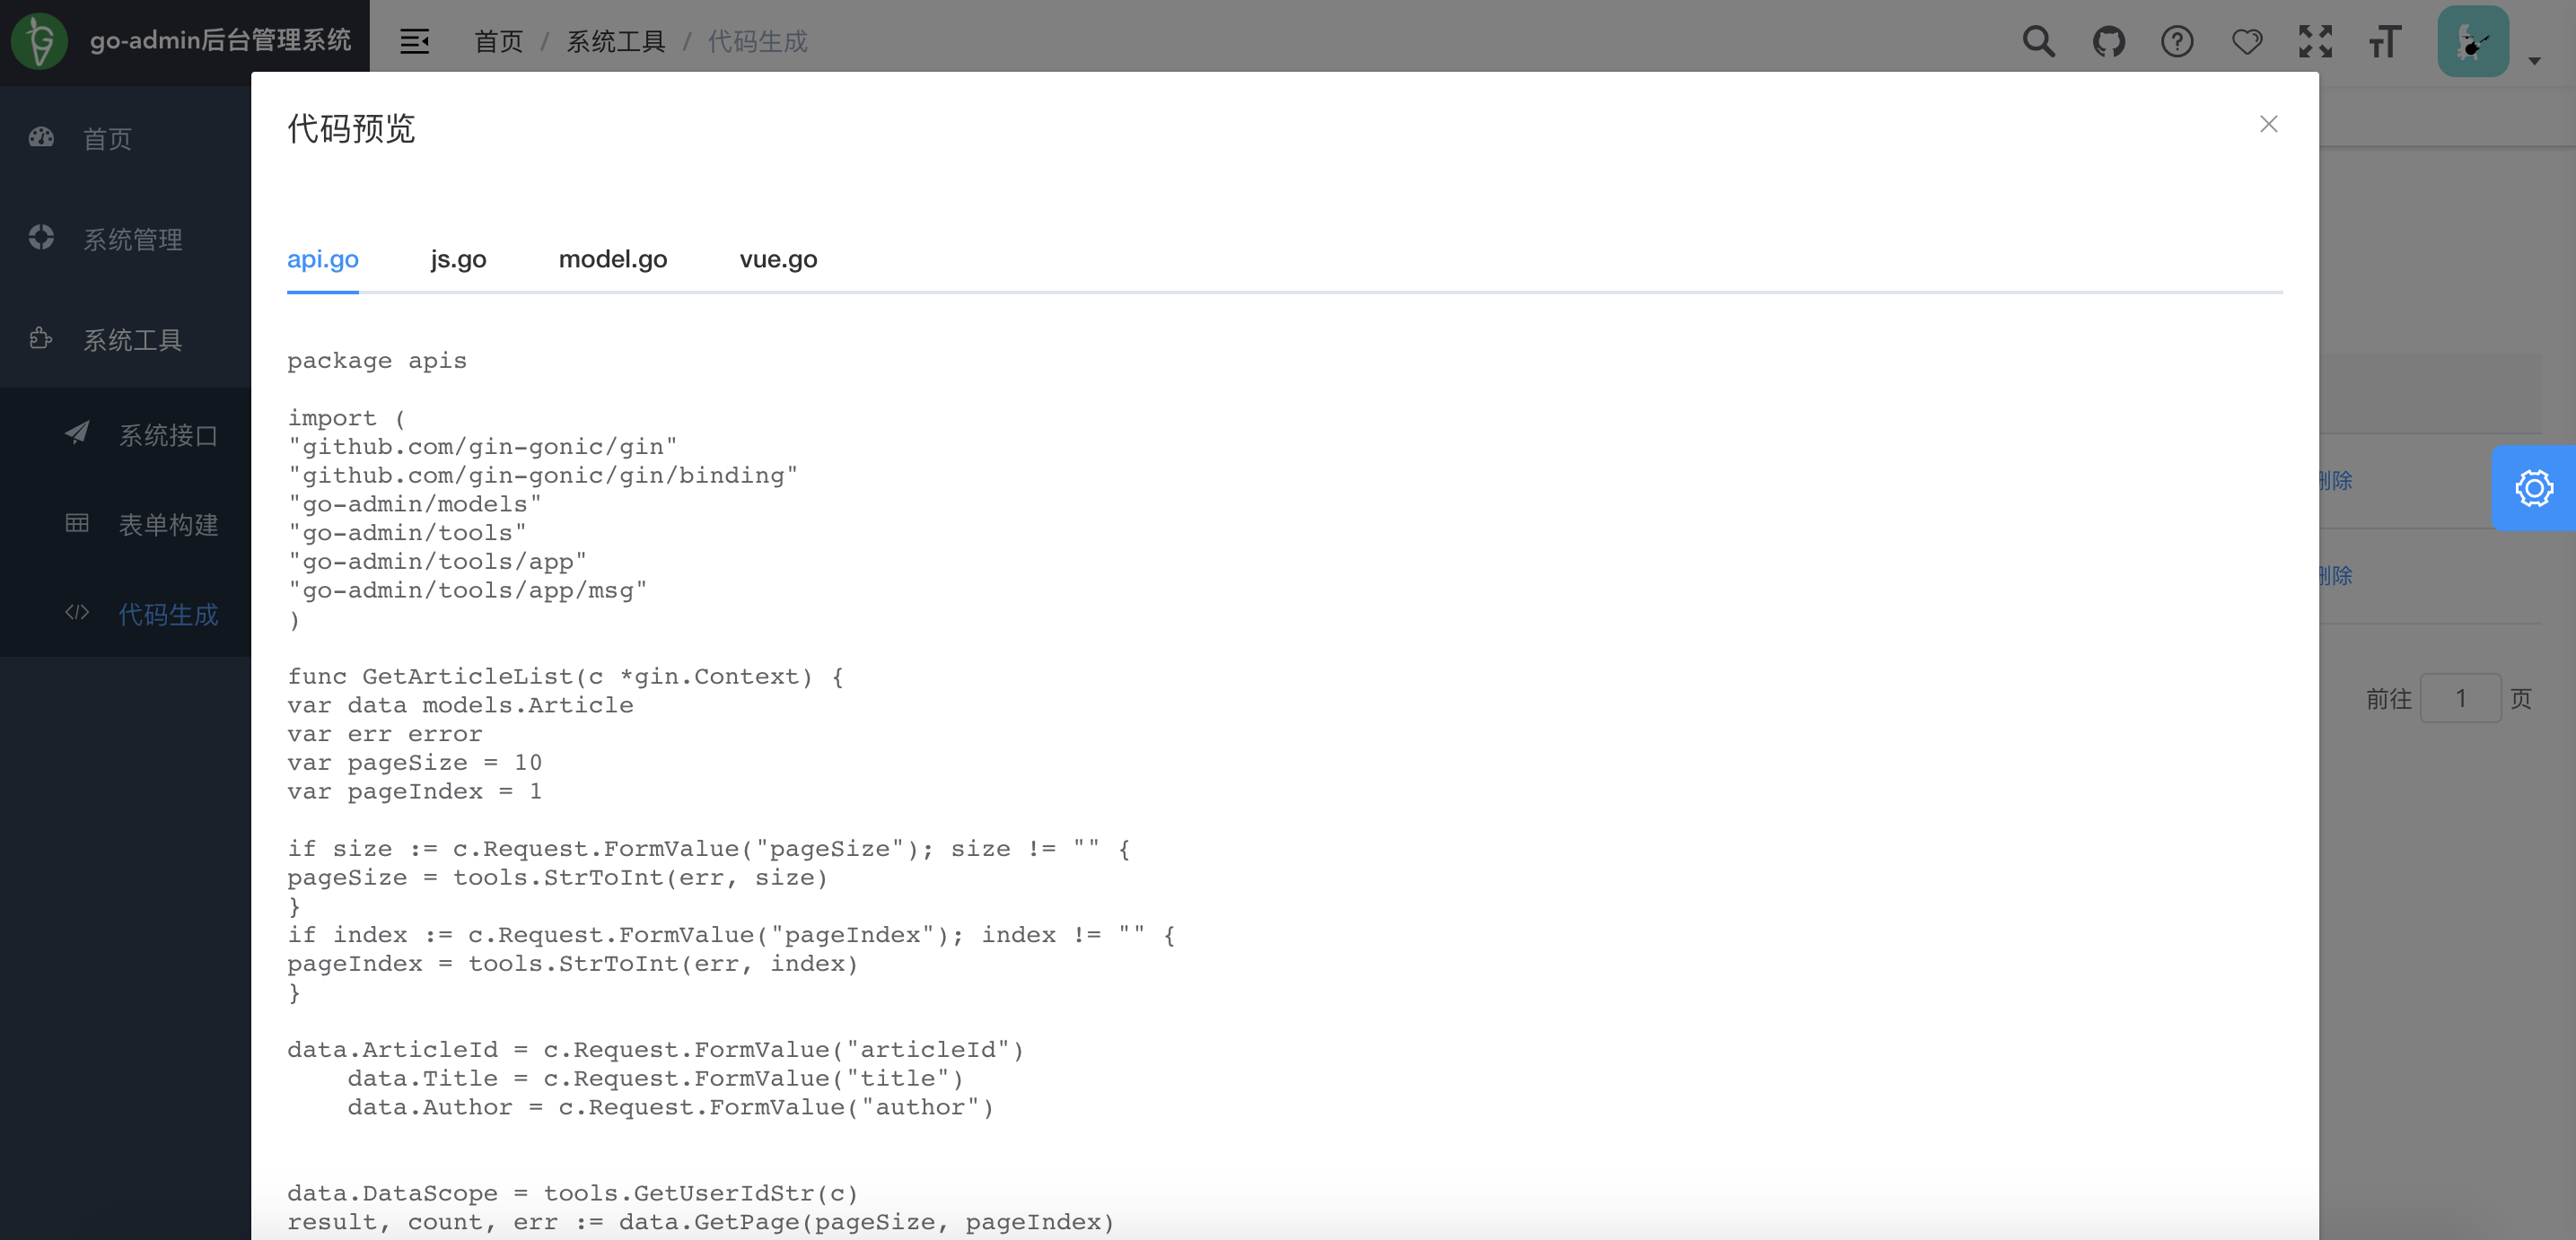 go-admin后台管理系统
首页 / 系统工具 / 代码生成
首页
系统管理
系统工具
系统接口
表单构建
代码生成
代码预览
api.go js.go model.go vue.go
package apis
import (
"github.com/gin-gonic/gin"
"github.com/gin-gonic/gin/binding"
"go-admin/models"
"go-admin/tools"
"go-admin/tools/app"
"go-admin/tools/app/msg"
)
func GetArticleList(c *gin.Context) {
var data models.Article
var err error
var pageSize = 10
var pageIndex = 1
if size := c.Request.FormValue("pageSize"); size != "" {
pageSize = tools.StrToInt(err, size)
}
if index := c.Request.FormValue("pageIndex"); index != "" {
pageIndex = tools.StrToInt(err, index)
}
data.ArticleId = c.Request.FormValue("articleId")
data.Title = c.Request.FormValue("title")
data.Author = c.Request.FormValue("author")
data.DataScope = tools.GetUserIdStr(c)
result, count, err := data.GetPage(pageSize, pageIndex)
删除
删除
前往 1 页